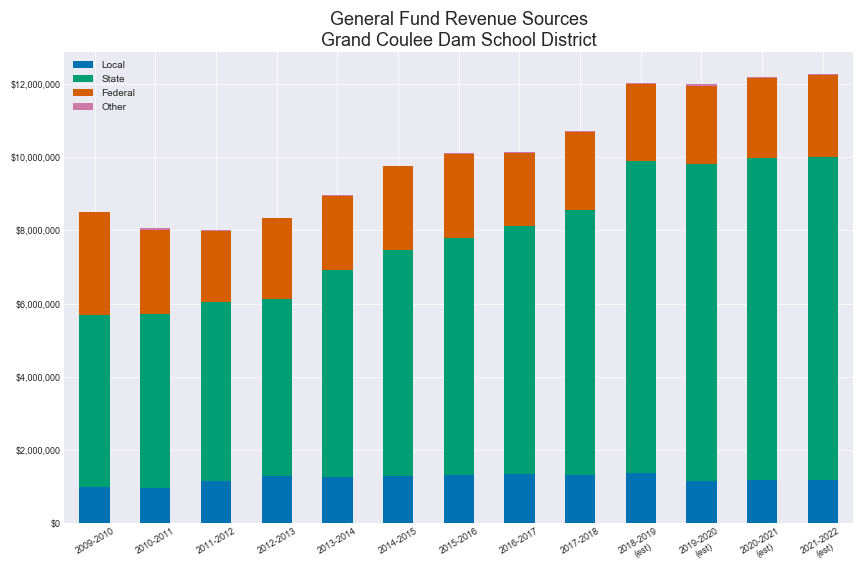 General Fund Revenue Sources
Grand Coulee Dam School District
Local
State
Federal
Other
$12,000,000
$10,000,000
$8,000,000
$6,000,000
$4,000,000
$2,000,000
$0
2009-2010
2010-2011
2011-2012
2012-2013
2013-2014
2014-2015
2015-2016
2016-2017
2017-2018
2018-2019
(est)
2019-2020
(est)
2020-2021
(est)
2021-2022
(est)